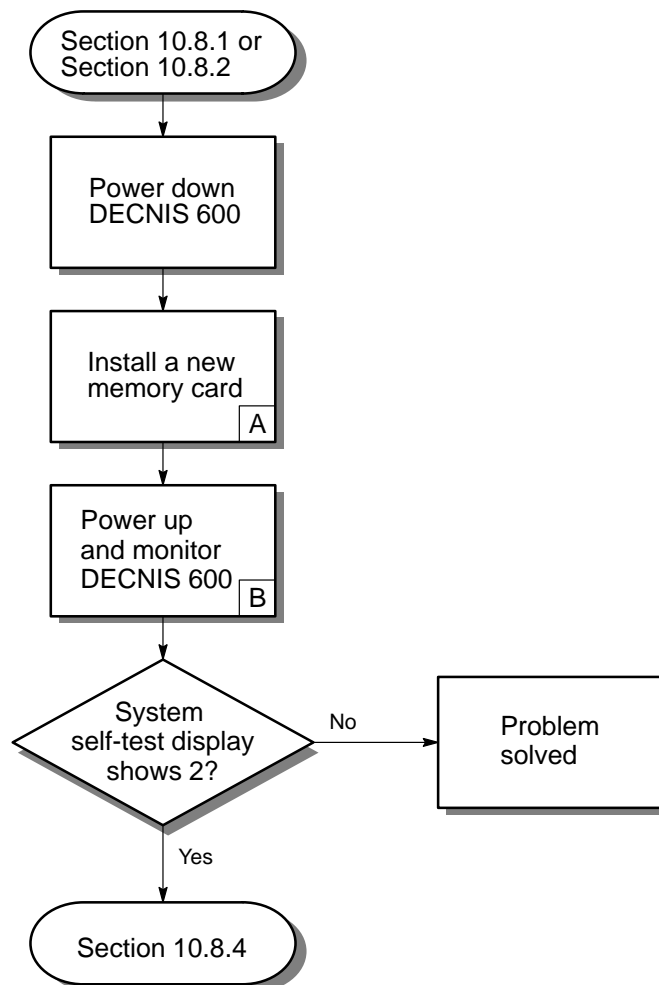 Section 10.8.1 or
Section 10.8.2
Power down
DECNIS 600
Install a new
memory card
A
Power up
and monitor
DECNIS 600
B
System
self-test display
shows 2?
No
Problem
solved
Yes
Section 10.8.4